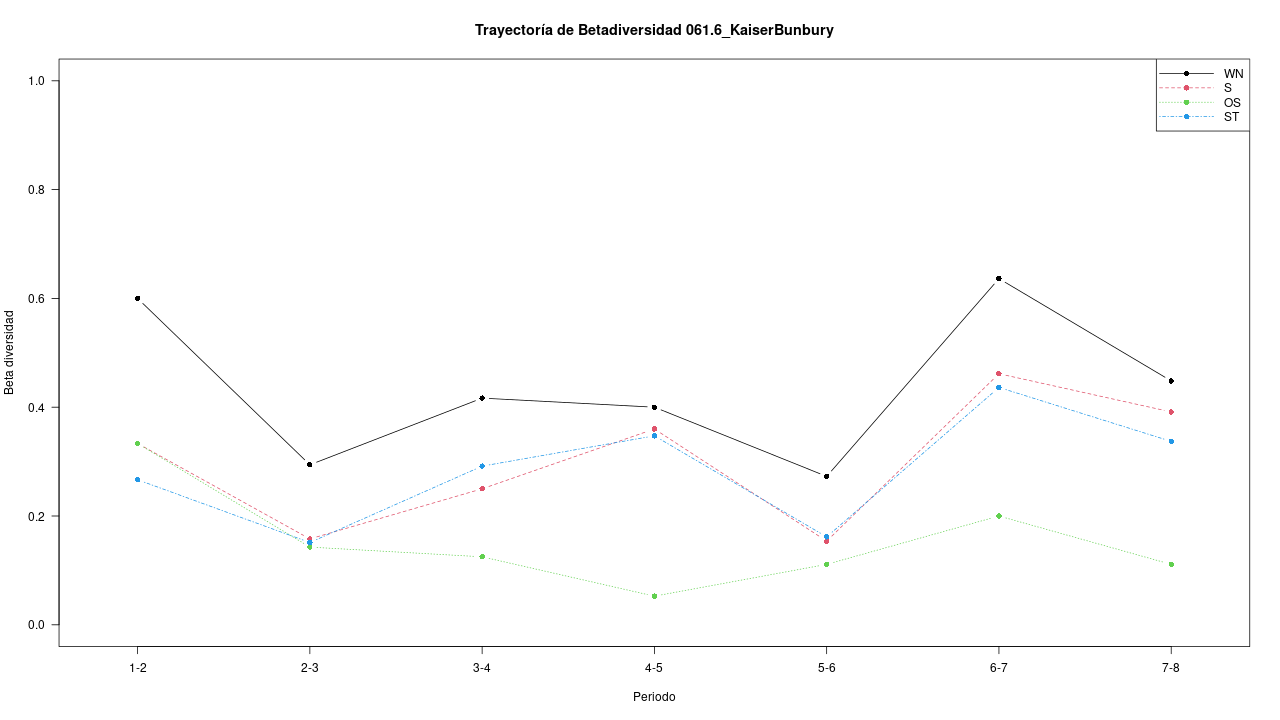 Trayectoría de Betadiversidad 061.6_KaiserBunbury
WN
S
OS
ST
1.0
0.8
0.6
0.4
0.2
0.0
Beta diversidad
1-2
2-3
3-4
4-5
5-6
6-7
7-8
Periodo